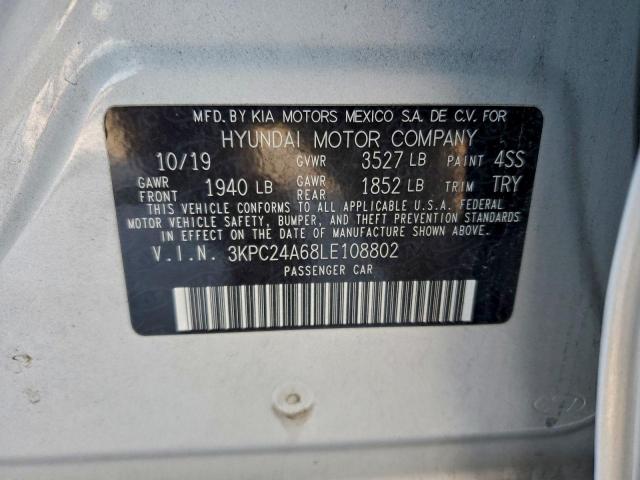 MFD. BY KIA MOTORS MEXICO S.A. DE C.V. FOR
HYUNDAI MOTOR COMPANY
10/19 GVWR 3527 LB PAINT 4SS
GAWR FRONT 1940 LB GAWR REAR 1852 LB TRIM TRY
THIS VEHICLE CONFORMS TO ALL APPLICABLE U.S.A. FEDERAL
MOTOR VEHICLE SAFETY, BUMPER, AND THEFT PREVENTION STANDARDS
IN EFFECT ON THE DATE OF MANUFACTURE SHOWN ABOVE.
V.I.N. 3KPC24A68LE108802
PASSENGER CAR